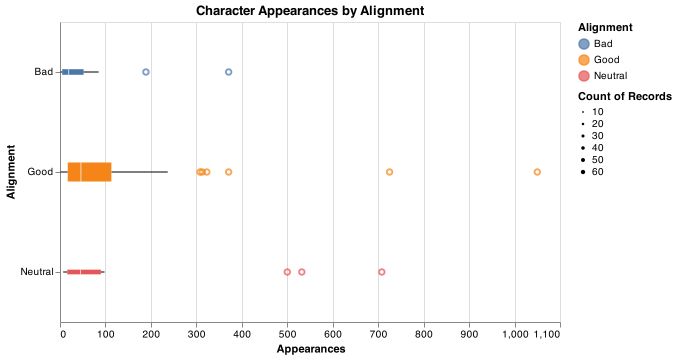 Character Appearances by Alignment
Alignment
Bad
Good
Neutral
Count of Records
10
20
30
40
50
60
Alignment
Bad
Good
Neutral
0 100 200 300 400 500 600 700 800 900 1,000 1,100
Appearances